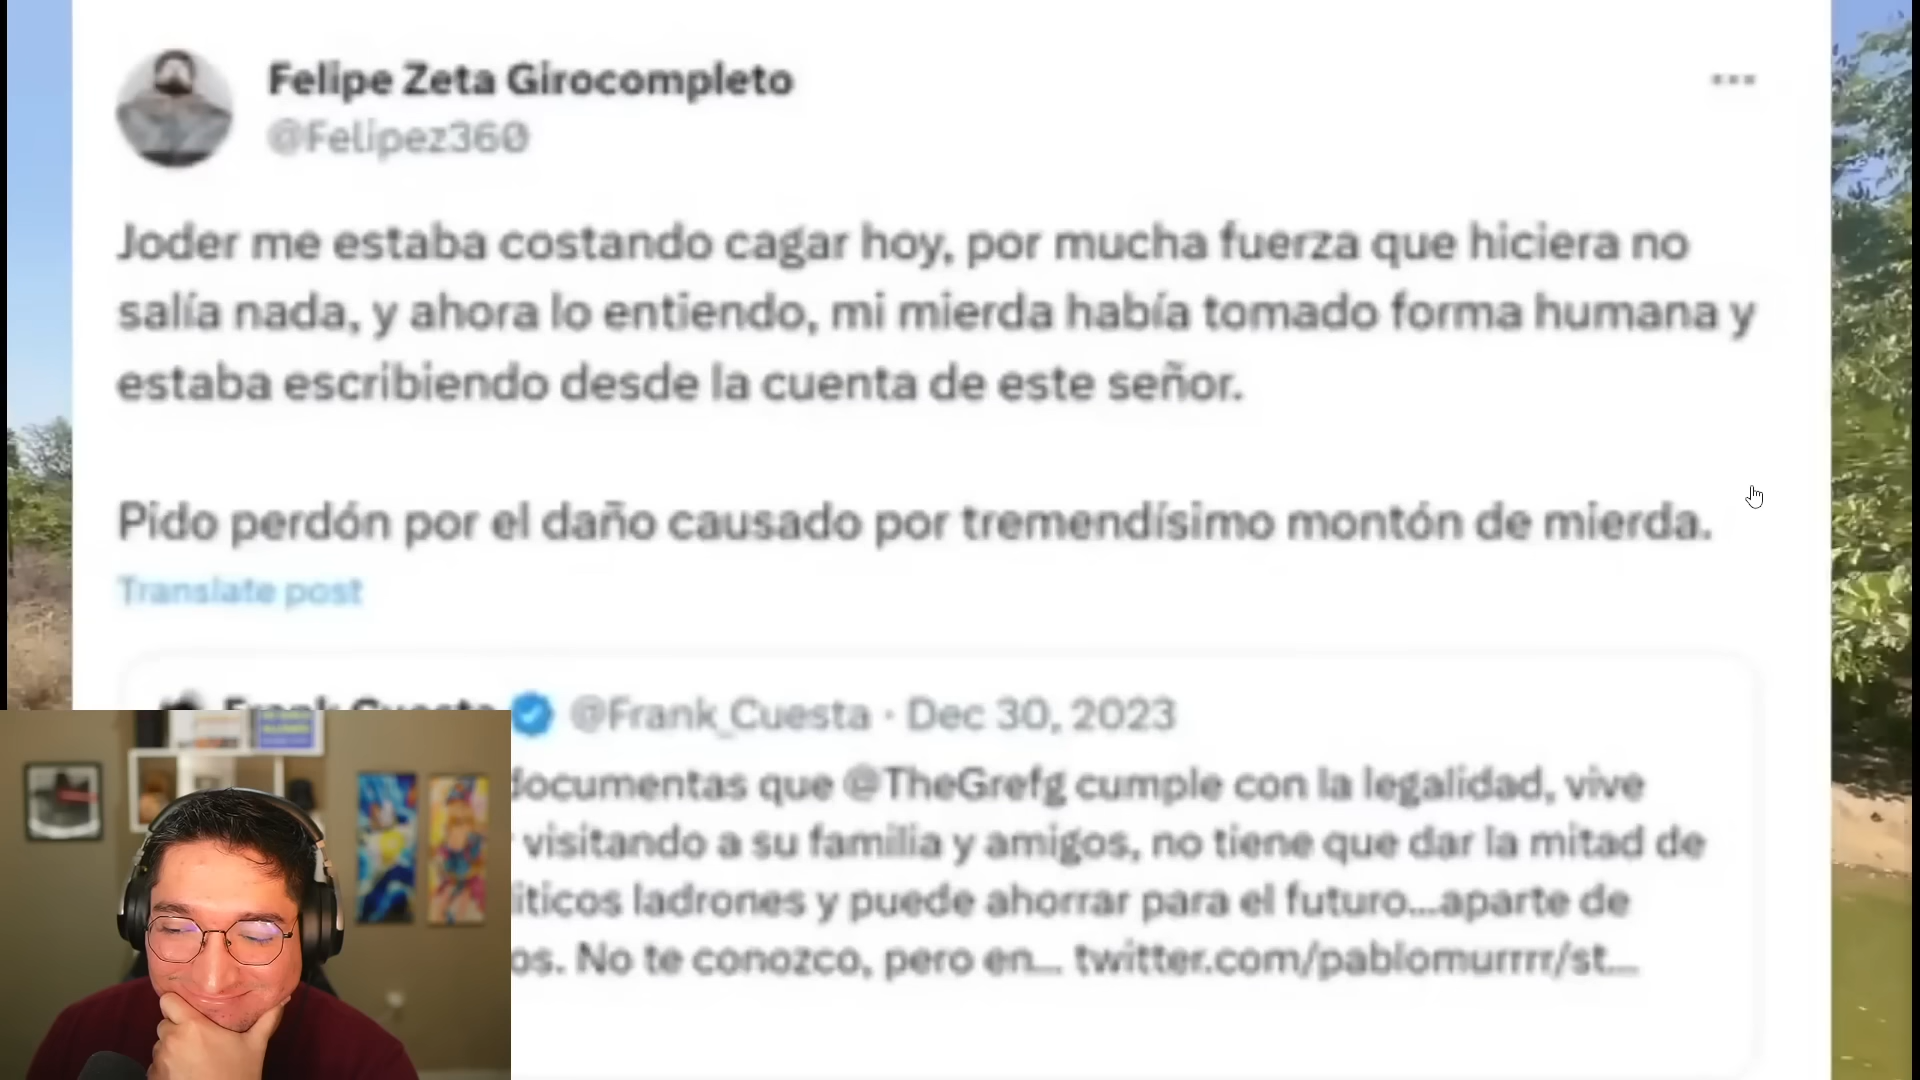 Felipe Zeta Girocompleto
@Felipez360
Joder me estaba costando cagar hoy, por mucha fuerza que hiciera no
salía nada, y ahora lo entiendo, mi mierda había tomado forma humana y
estaba escribiendo desde la cuenta de este señor.
Pido perdón por el daño causado por tremendísimo montón de mierda.
Translate post
Frank Cuesta @Frank_Cuesta · Dec 30, 2023
documentas que @TheGrefg cumple con la legalidad, vive
visitando a su familia y amigos, no tiene que dar la mitad de
íticos ladrones y puede ahorrar para el futuro...aparte de
os. No te conozco, pero en... twitter.com/pablomurrrr/st...